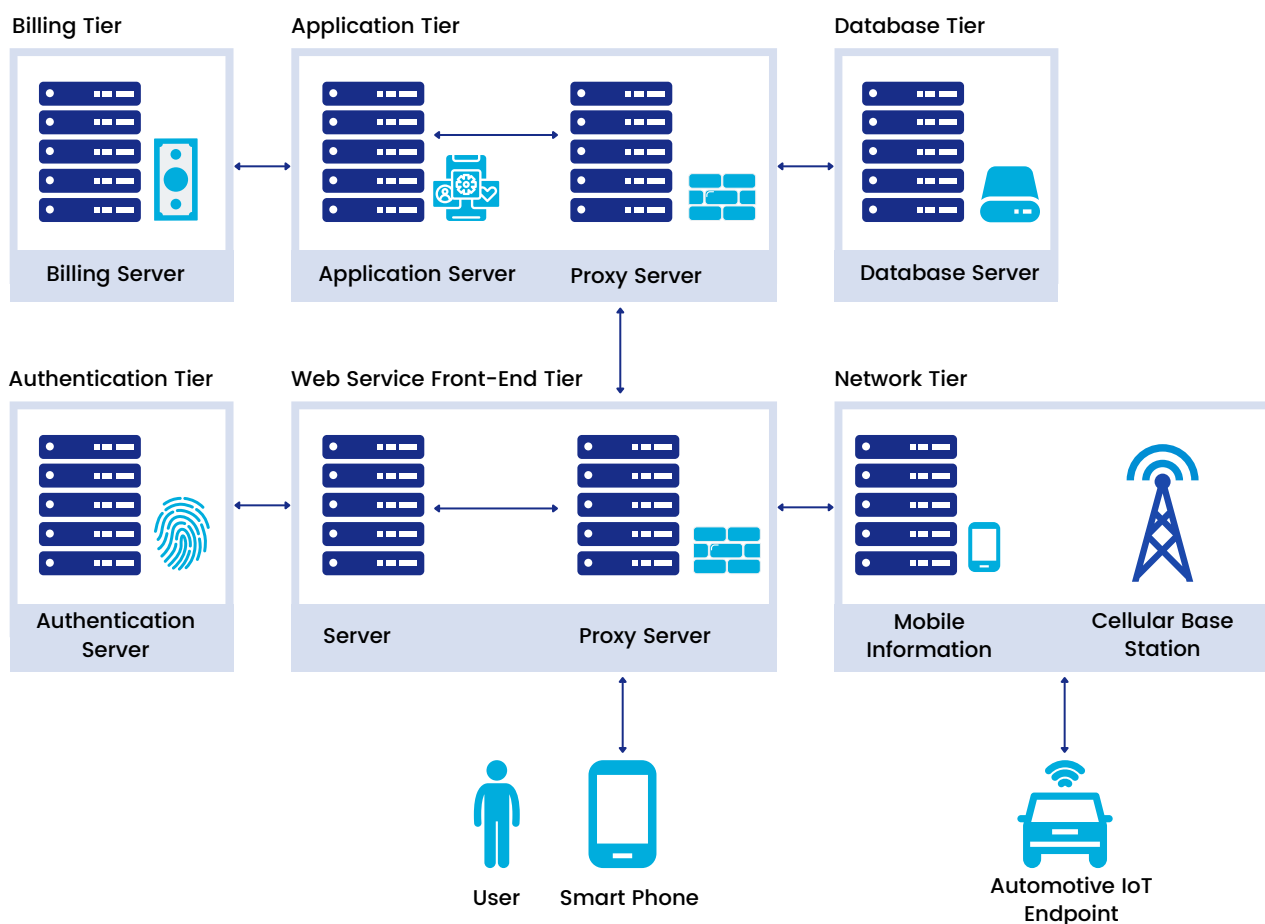 Billing Tier
Application Tier
Database Tier
Billing Server
Application Server
Proxy Server
Database Server
Authentication Tier
Web Service Front-End Tier
Network Tier
Authentication
Server
Server
Proxy Server
Mobile
Information
Cellular Base
Station
User
Smart Phone
Automotive IoT
Endpoint